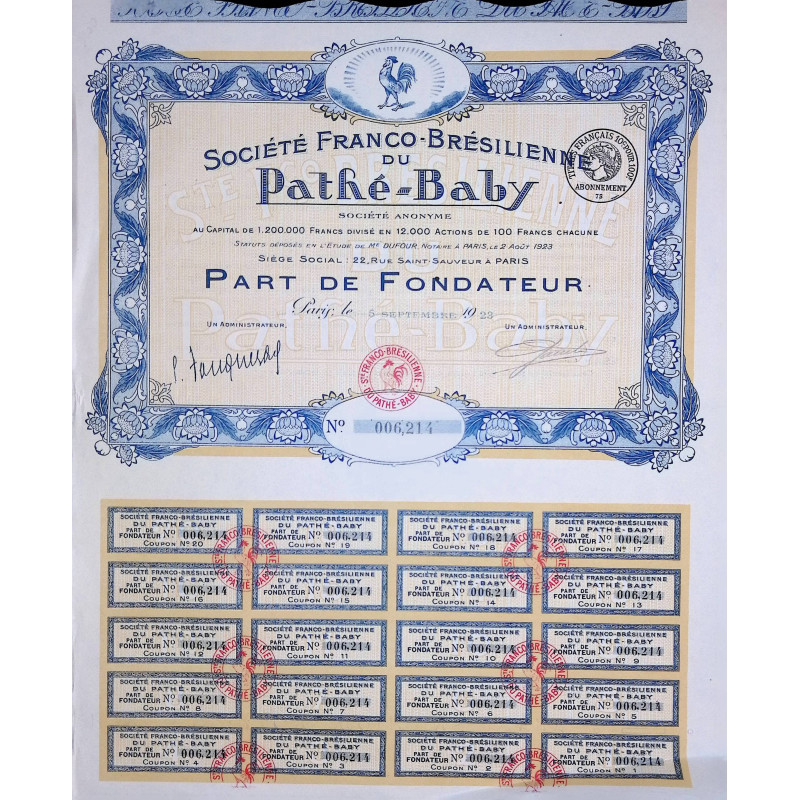 SOCIÉTÉ FRANCO-BRÉSILIENNE
DU
Pathé-Baby
SOCIÉTÉ ANONYME
AU CAPITAL DE 1.200.000 FRANCS DIVISÉ EN 12.000 ACTIONS DE 100 FRANCS CHACUNE
STATUTS DÉPOSÉS EN L'ÉTUDE DE Me DUFOUR, NOTAIRE À PARIS, LE 2 AOÛT 1923
SIÈGE SOCIAL : 22, RUE SAINT-SAUVEUR À PARIS
PART DE FONDATEUR
Paris, le 5 SEPTEMBRE 1923
UN ADMINISTRATEUR, UN ADMINISTRATEUR,
ABONNEMENT
73
STÉ FRANCO-BRÉSILIENNE
DU PATHÉ-BABY
No 006,214
SOCIÉTÉ FRANCO-BRÉSILIENNE
DU PATHÉ-BABY
PART DE FONDATEUR No 006,214
COUPON No 20
SOCIÉTÉ FRANCO-BRÉSILIENNE
DU PATHÉ-BABY
PART DE FONDATEUR No 006,214
COUPON No 19
SOCIÉTÉ FRANCO-BRÉSILIENNE
DU PATHÉ-BABY
PART DE FONDATEUR No 006,214
COUPON No 18
SOCIÉTÉ FRANCO-BRÉSILIENNE
DU PATHÉ-BABY
PART DE FONDATEUR No 006,214
COUPON No 17
SOCIÉTÉ FRANCO-BRÉSILIENNE
DU PATHÉ-BABY
PART DE FONDATEUR No 006,214
COUPON No 16
SOCIÉTÉ FRANCO-BRÉSILIENNE
DU PATHÉ-BABY
PART DE FONDATEUR No 006,214
COUPON No 15
SOCIÉTÉ FRANCO-BRÉSILIENNE
DU PATHÉ-BABY
PART DE FONDATEUR No 006,214
COUPON No 14
SOCIÉTÉ FRANCO-BRÉSILIENNE
DU PATHÉ-BABY
PART DE FONDATEUR No 006,214
COUPON No 13
SOCIÉTÉ FRANCO-BRÉSILIENNE
DU PATHÉ-BABY
PART DE FONDATEUR No 006,214
COUPON No 12
SOCIÉTÉ FRANCO-BRÉSILIENNE
DU PATHÉ-BABY
PART DE FONDATEUR No 006,214
COUPON No 11
SOCIÉTÉ FRANCO-BRÉSILIENNE
DU PATHÉ-BABY
PART DE FONDATEUR No 006,214
COUPON No 10
SOCIÉTÉ FRANCO-BRÉSILIENNE
DU PATHÉ-BABY
PART DE FONDATEUR No 006,214
COUPON No 9
SOCIÉTÉ FRANCO-BRÉSILIENNE
DU PATHÉ-BABY
PART DE FONDATEUR No 006,214
COUPON No 8
SOCIÉTÉ FRANCO-BRÉSILIENNE
DU PATHÉ-BABY
PART DE FONDATEUR No 006,214
COUPON No 7
SOCIÉTÉ FRANCO-BRÉSILIENNE
DU PATHÉ-BABY
PART DE FONDATEUR No 006,214
COUPON No 6
SOCIÉTÉ FRANCO-BRÉSILIENNE
DU PATHÉ-BABY
PART DE FONDATEUR No 006,214
COUPON No 5
SOCIÉTÉ FRANCO-BRÉSILIENNE
DU PATHÉ-BABY
PART DE FONDATEUR No 006,214
COUPON No 4
SOCIÉTÉ FRANCO-BRÉSILIENNE
DU PATHÉ-BABY
PART DE FONDATEUR No 006,214
COUPON No 3
SOCIÉTÉ FRANCO-BRÉSILIENNE
DU PATHÉ-BABY
PART DE FONDATEUR No 006,214
COUPON No 2
SOCIÉTÉ FRANCO-BRÉSILIENNE
DU PATHÉ-BABY
PART DE FONDATEUR No 006,214
COUPON No 1